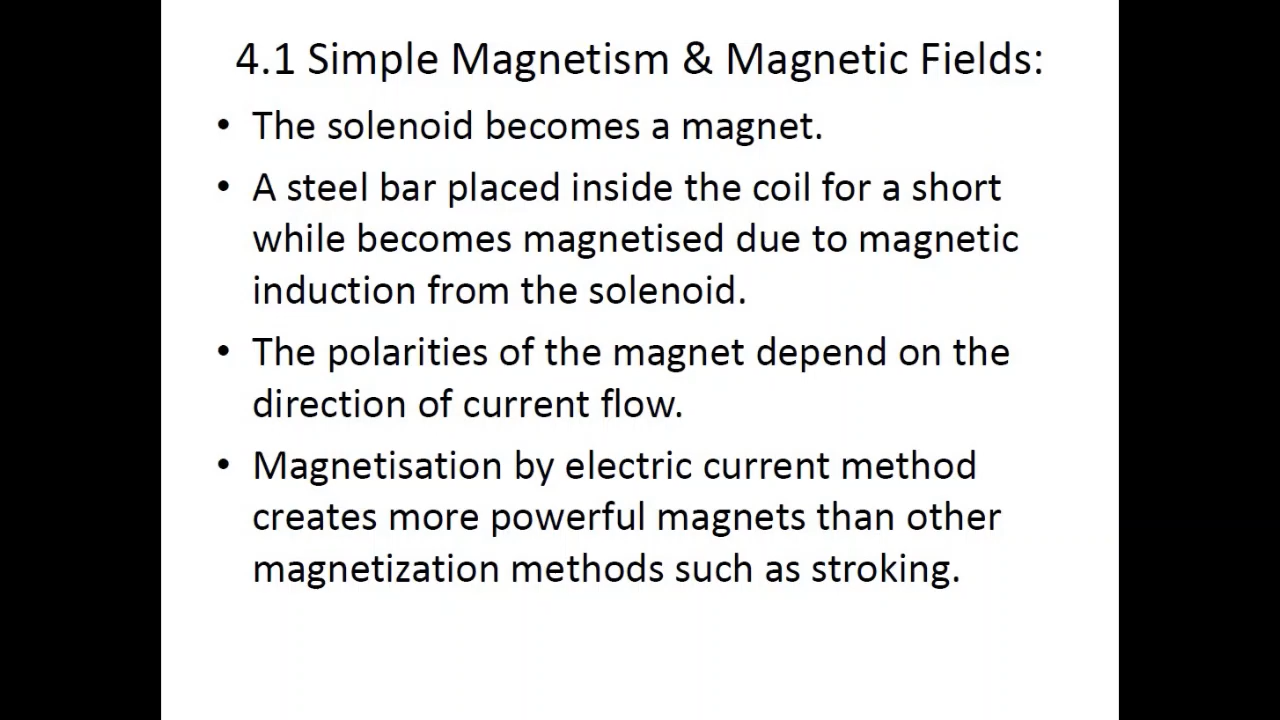 4.1 Simple Magnetism & Magnetic Fields:
• The solenoid becomes a magnet.
• A steel bar placed inside the coil for a short
while becomes magnetised due to magnetic
induction from the solenoid.
• The polarities of the magnet depend on the
direction of current flow.
• Magnetisation by electric current method
creates more powerful magnets than other
magnetization methods such as stroking.